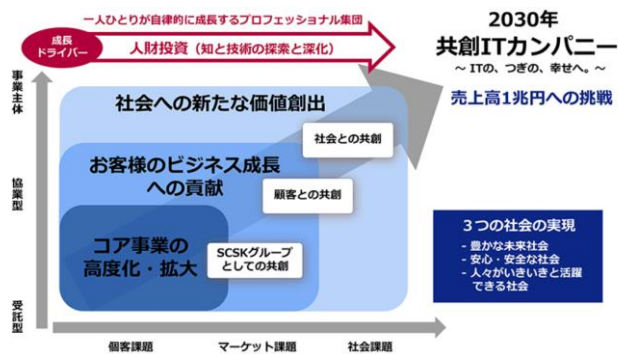 一人ひとりが自律的に成長するプロフェッショナル集団
成長
ドライバー
人財投資（知と技術の探索と深化）
2030年
共創ITカンパニー
～ ITの、つぎの、幸せへ。～
売上高1兆円への挑戦
事業主体
協業型
受託型
社会への新たな価値創出
社会との共創
お客様のビジネス成長
への貢献
顧客との共創
コア事業の
高度化・拡大
SCSKグループ
としての共創
3つの社会の実現
- 豊かな未来社会
- 安心・安全な社会
- 人々がいきいきと活躍
できる社会
個客課題
マーケット課題
社会課題